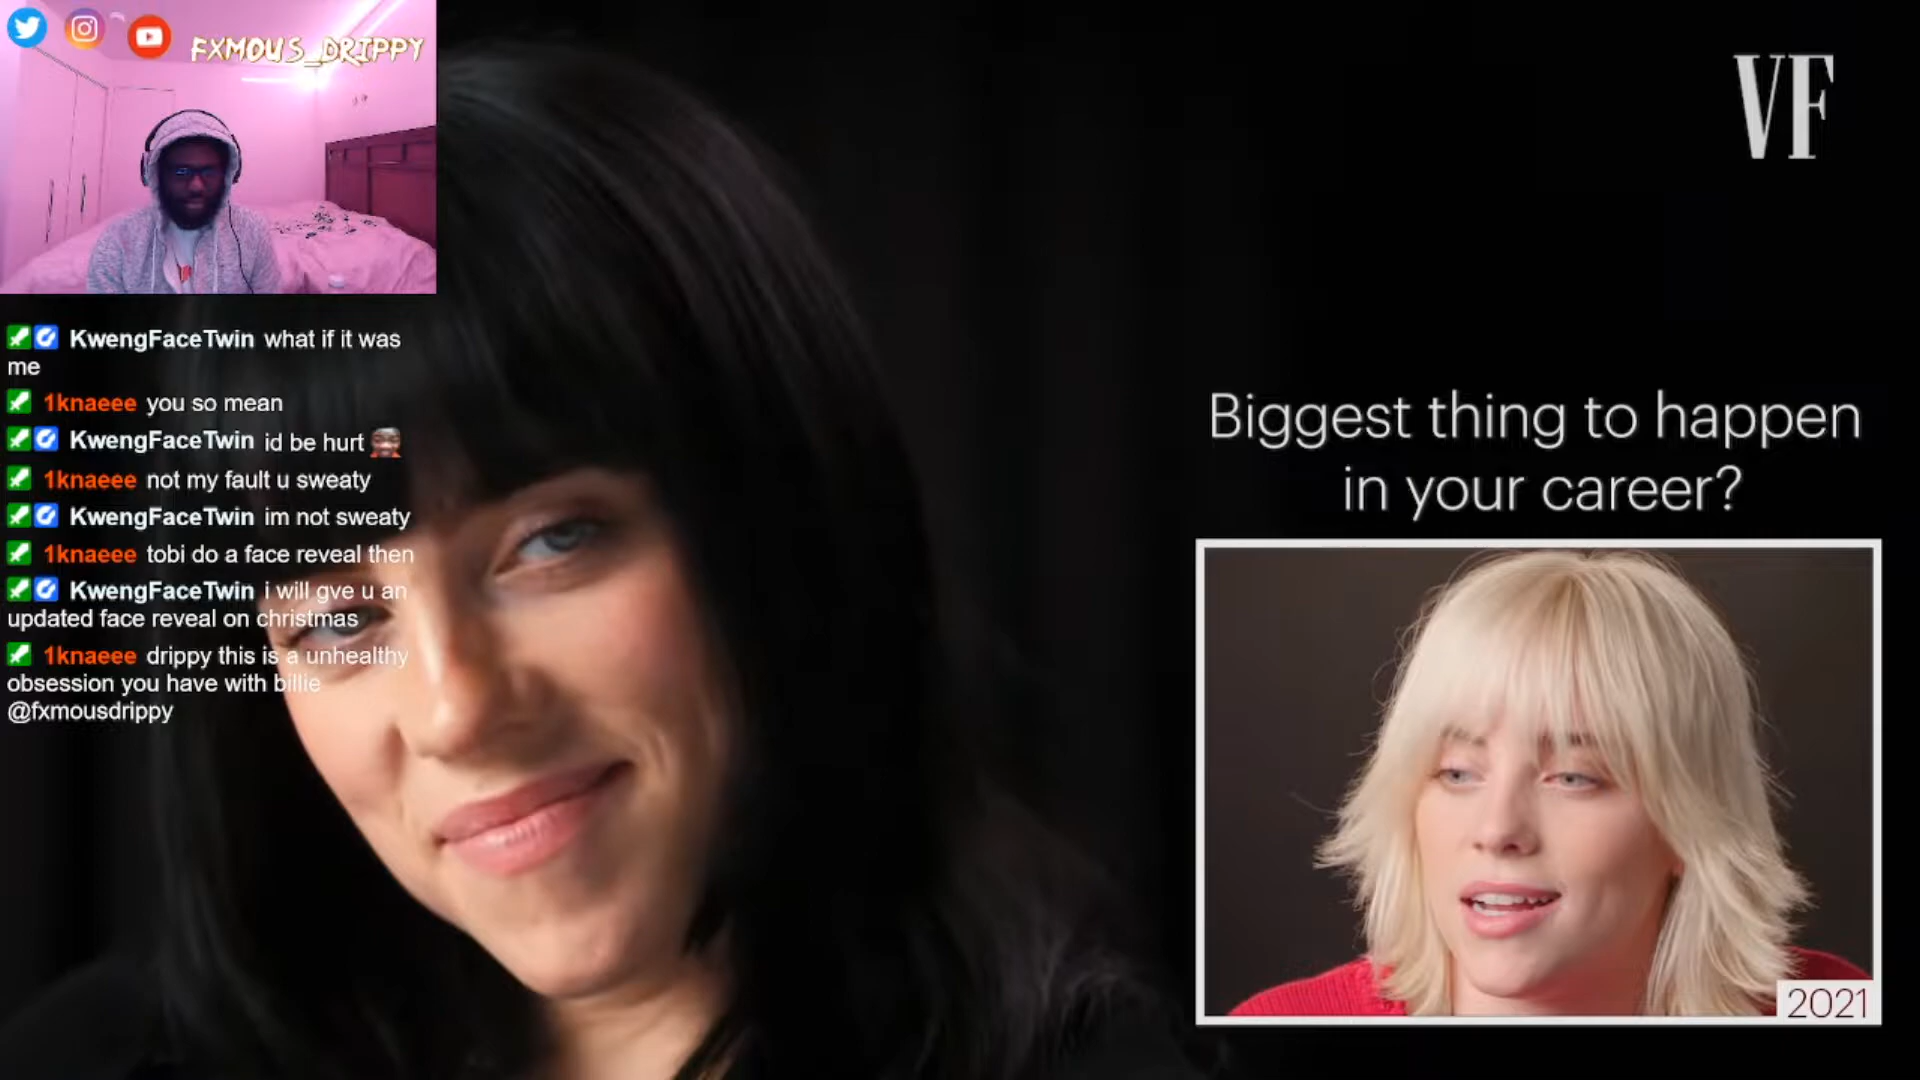 FXMOUS_DRIPPY
VF
KwengFaceTwin what if it was
me
1knaeee you so mean
KwengFaceTwin id be hurt
1knaeee not my fault u sweaty
KwengFaceTwin im not sweaty
1knaeee tobi do a face reveal then
KwengFaceTwin i will gve u an
updated face reveal on christmas
1knaeee drippy this is a unhealthy
obsession you have with billie
@fxmousdrippy
Biggest thing to happen
in your career?
2021